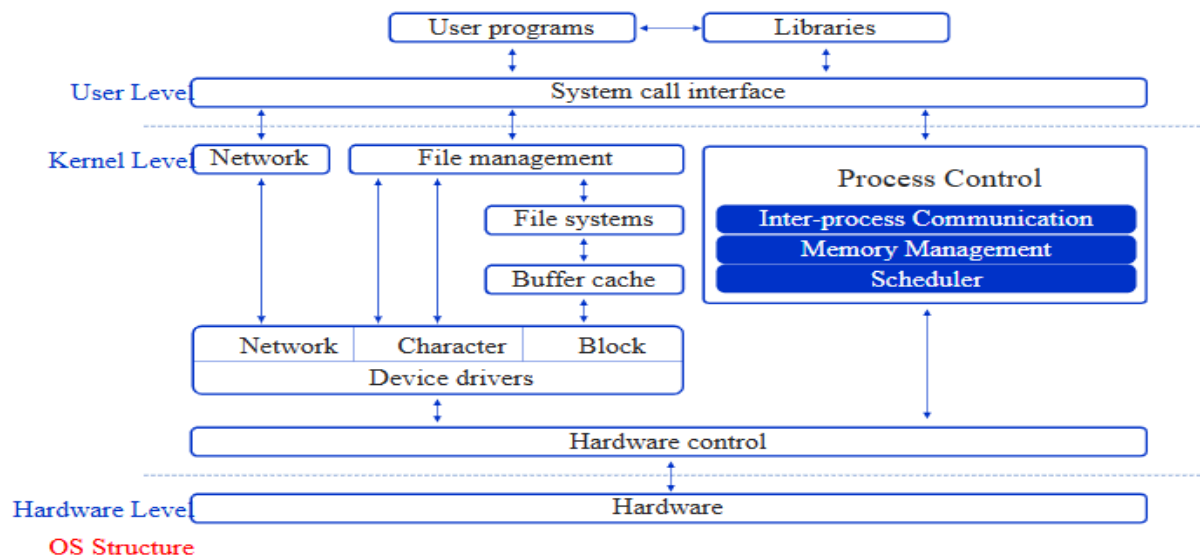 User programs
Libraries
User Level
System call interface
Kernel Level
Network
File management
Process Control
File systems
Inter-process Communication
Memory Management
Buffer cache
Scheduler
Network
Character
Block
Device drivers
Hardware control
Hardware Level
Hardware
OS Structure